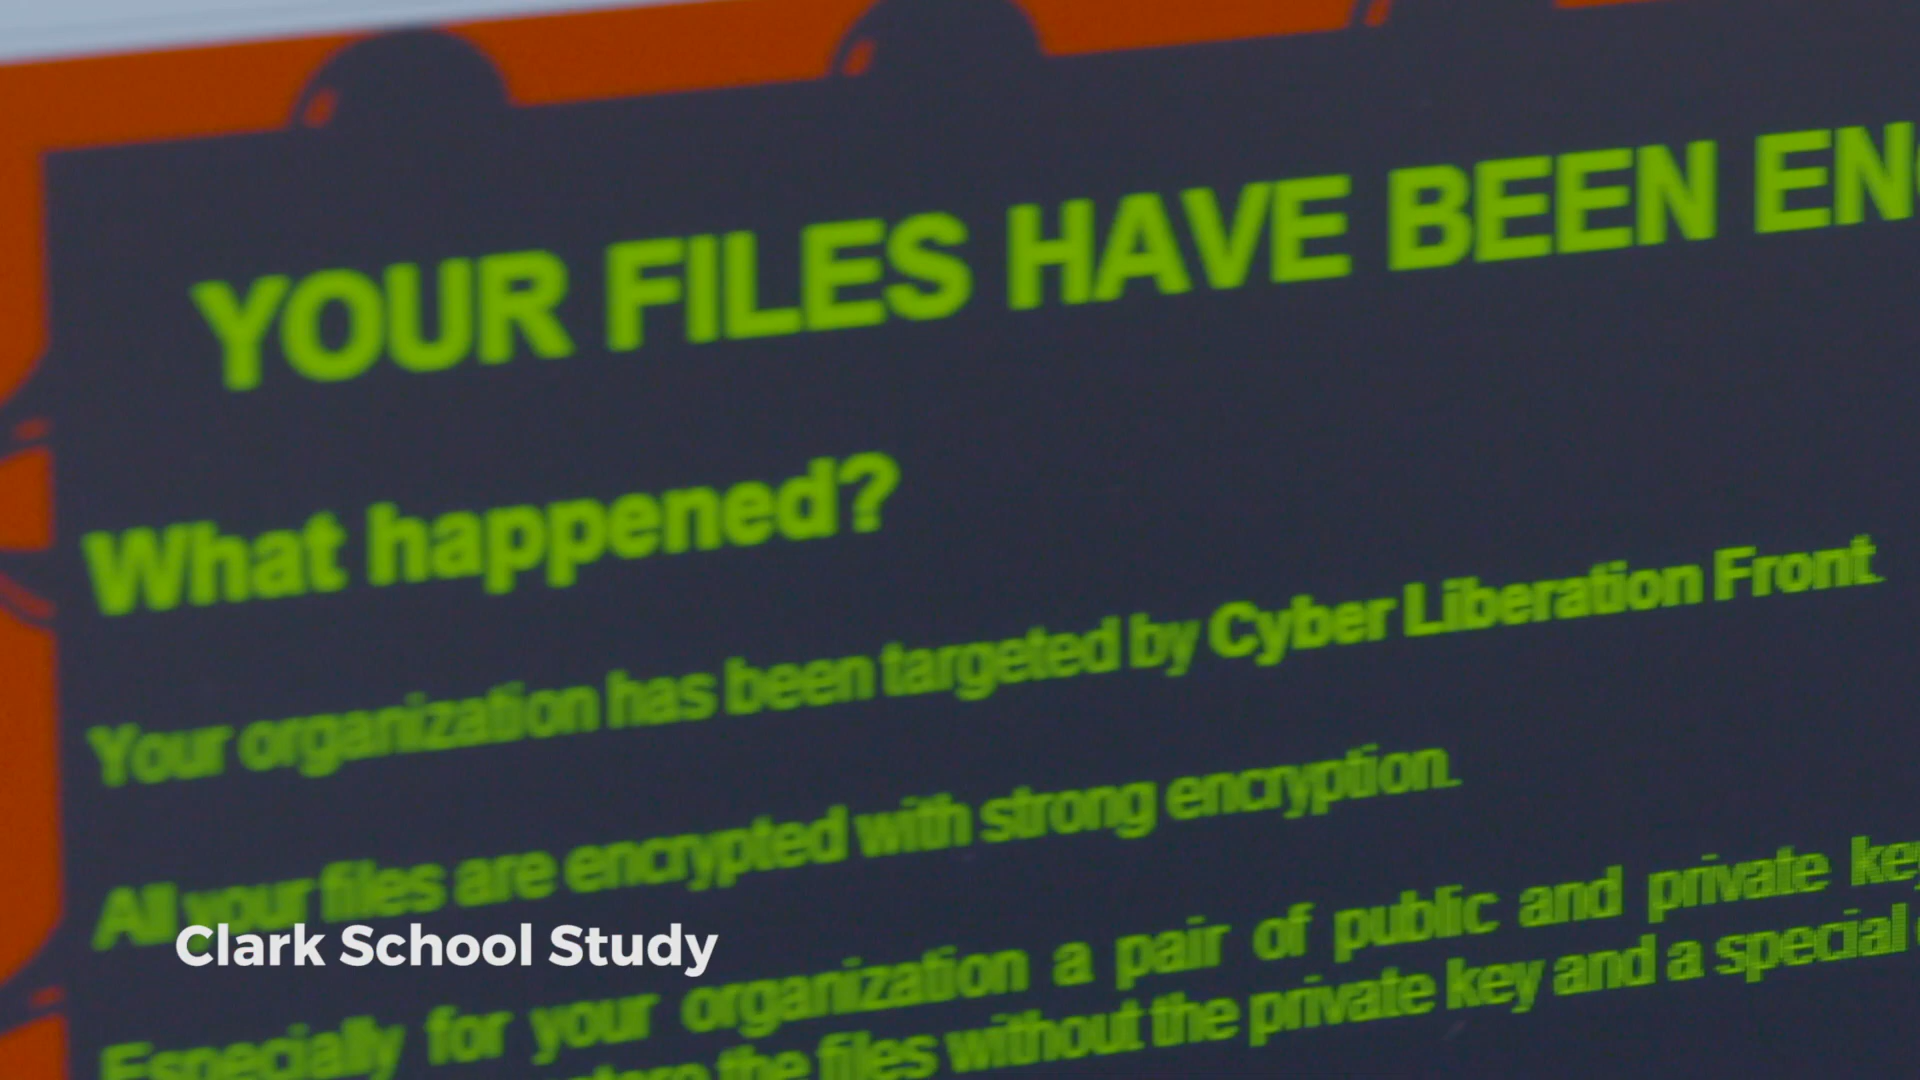 YOUR FILES HAVE BEEN
What happened?
Your organization has been targeted by Cyber Liberation Front
All your files are encrypted with strong encryption.
Clark School Study
Especially for your organization a pair of public and private
the files without the private key and a special